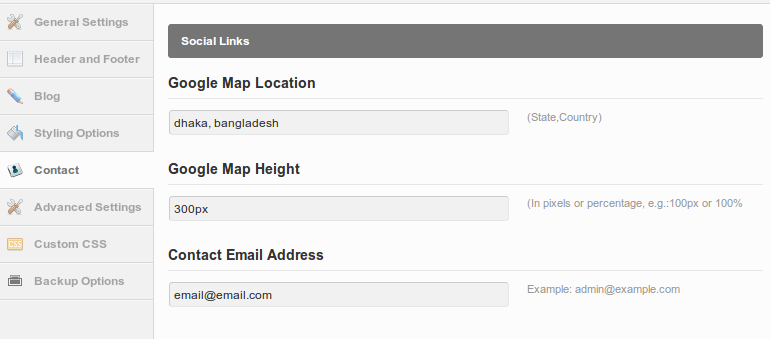 General Settings
Header and Footer
Blog
Styling Options
Contact
Advanced Settings
Custom CSS
Backup Options
Social Links
Google Map Location
dhaka, bangladesh
(State,Country)
Google Map Height
300px
(In pixels or percentage, e.g.:100px or 100%
Contact Email Address
email@email.com
Example: admin@example.com